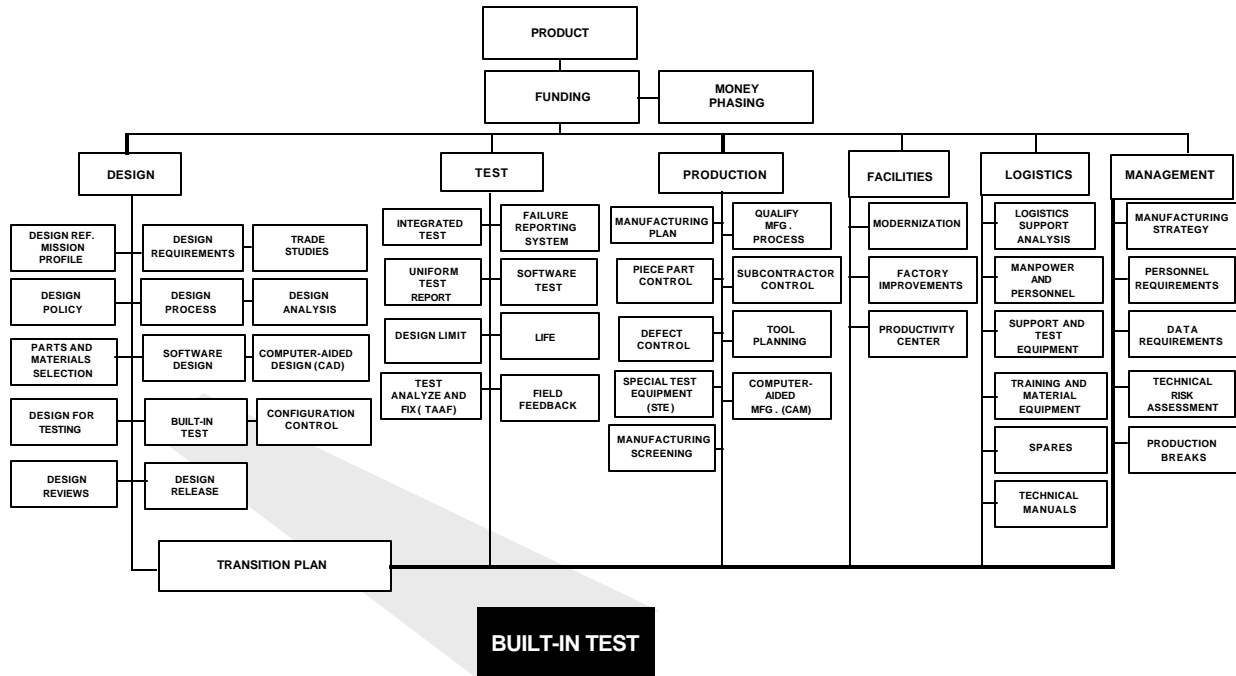 PRODUCT
FUNDING
MONEY
PHASING
DESIGN
TEST
PRODUCTION
FACILITIES
LOGISTICS
MANAGEMENT
DESIGN REF.
MISSION
PROFILE
DESIGN
REQUIREMENTS
TRADE
STUDIES
DESIGN
POLICY
DESIGN
PROCESS
DESIGN
ANALYSIS
PARTS AND
MATERIALS
SELECTION
SOFTWARE
DESIGN
COMPUTER-AIDED
DESIGN (CAD)
DESIGN FOR
TESTING
BUILT-IN
TEST
CONFIGURATION
CONTROL
DESIGN
REVIEWS
DESIGN
RELEASE
INTEGRATED
TEST
FAILURE
REPORTING
SYSTEM
UNIFORM
TEST
REPORT
SOFTWARE
TEST
DESIGN LIMIT
LIFE
TEST
ANALYZE AND
FIX ( TAAF)
FIELD
FEEDBACK
MANUFACTURING
PLAN
QUALIFY
MFG .
PROCESS
PIECE PART
CONTROL
SUBCONTRACTOR
CONTROL
DEFECT
CONTROL
TOOL
PLANNING
SPECIAL TEST
EQUIPMENT
(STE)
COMPUTER-
AIDED
MFG . (CAM)
MANUFACTURING
SCREENING
MODERNIZATION
FACTORY
IMPROVEMENTS
PRODUCTIVITY
CENTER
LOGISTICS
SUPPORT
ANALYSIS
MANPOWER
AND
PERSONNEL
SUPPORT AND
TEST
EQUIPMENT
TRAINING AND
MATERIAL
EQUIPMENT
SPARES
TECHNICAL
MANUALS
MANUFACTURING
STRATEGY
PERSONNEL
REQUIREMENTS
DATA
REQUIREMENTS
TECHNICAL
RISK
ASSESSMENT
PRODUCTION
BREAKS
TRANSITION PLAN
BUILT-IN TEST